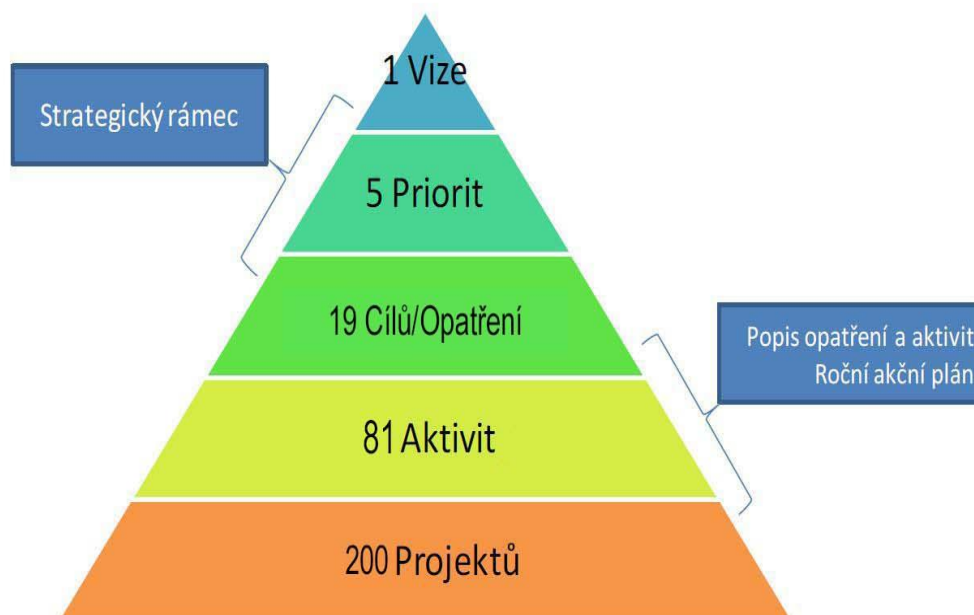 1 Vize
Strategický rámec
5 Priorit
19 Cílů/Opatření
Popis opatření a aktivit
Roční akční plán
81 Aktivit
200 Projektů